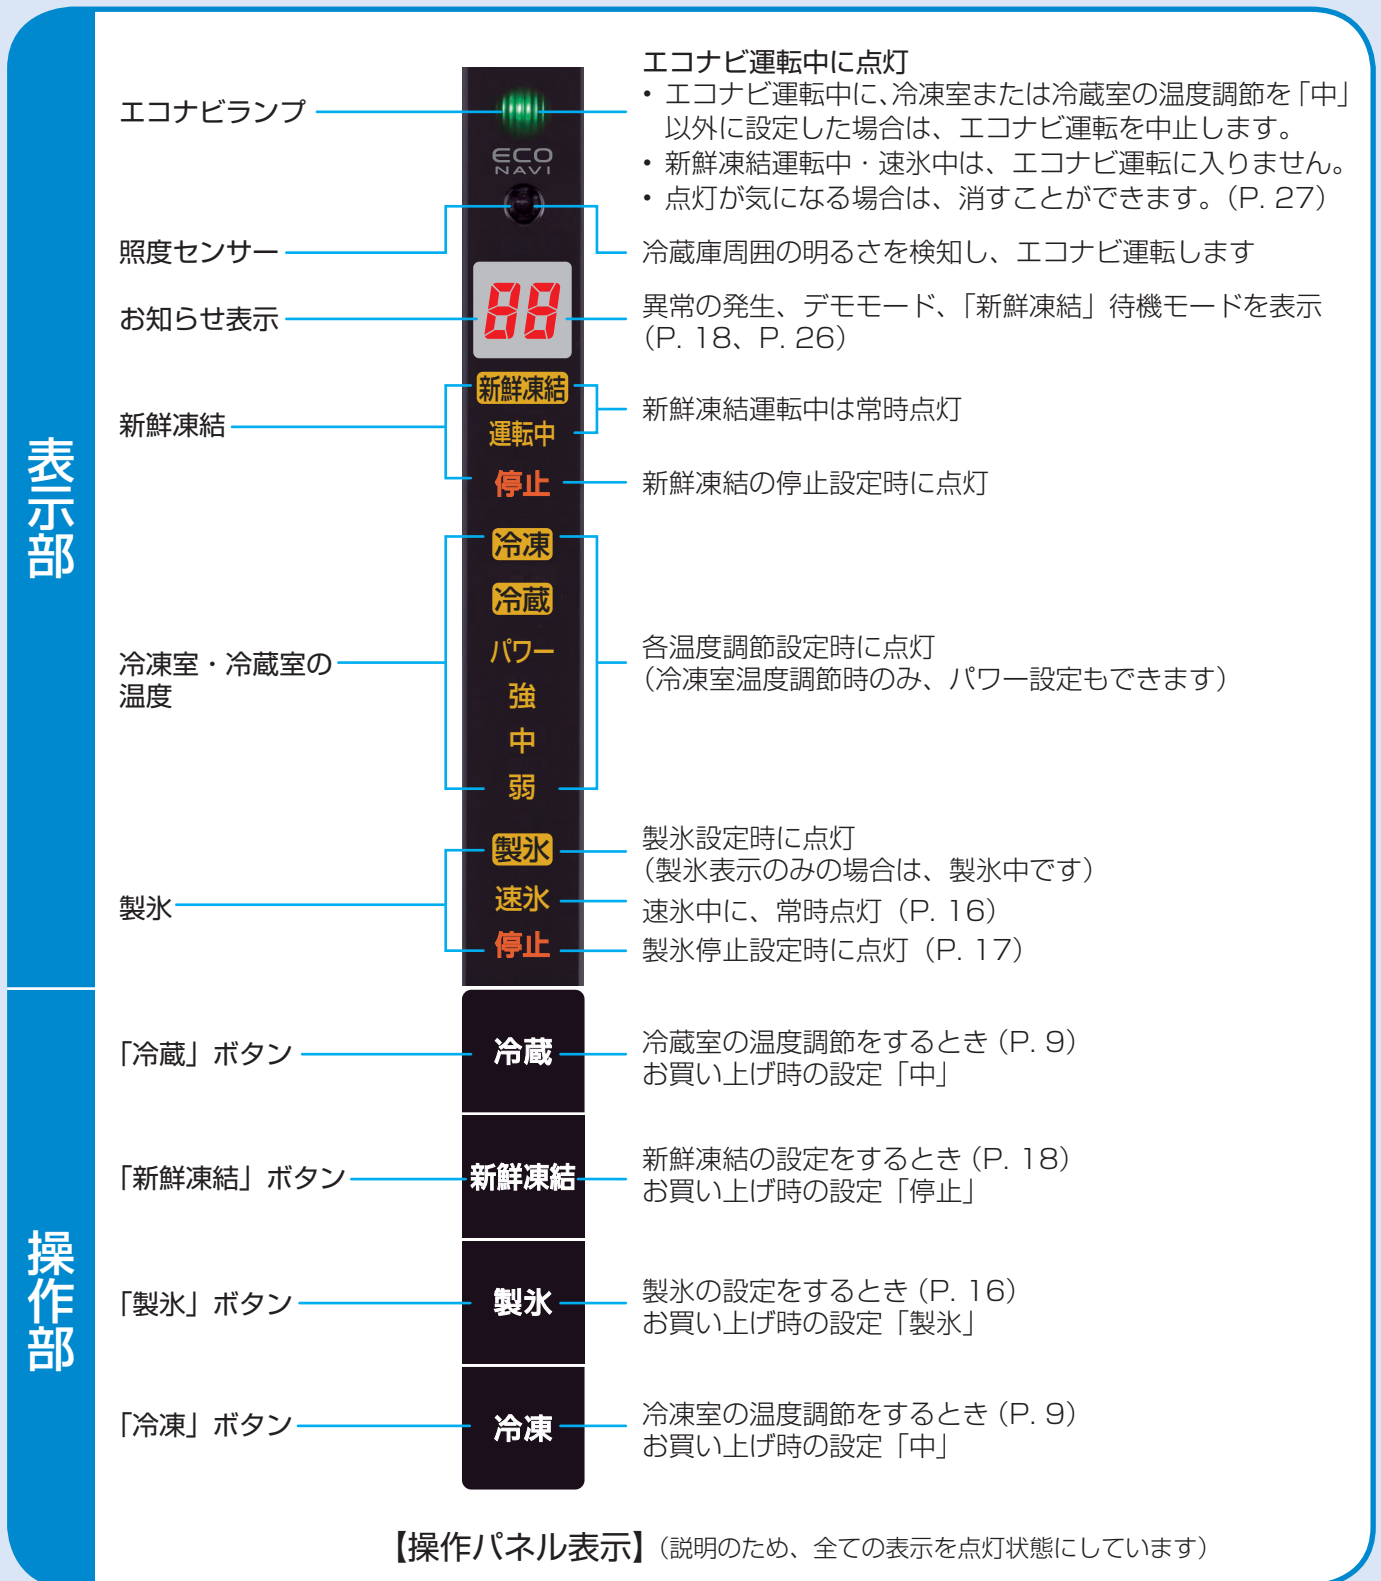 表示部
エコナビランプ
エコナビ運転中に点灯
• エコナビ運転中に、冷凍室または冷蔵室の温度調節を「中」
以外に設定した場合は、エコナビ運転を中止します。
• 新鮮凍結運転中・速氷中は、エコナビ運転に入りません。
• 点灯が気になる場合は、消すことができます。（P. 27）
ECO
NAVI
照度センサー
冷蔵庫周囲の明るさを検知し、エコナビ運転します
お知らせ表示
88
異常の発生、デモモード、「新鮮凍結」待機モードを表示
（P. 18、P. 26）
新鮮凍結
新鮮凍結
運転中
新鮮凍結運転中は常時点灯
停止
新鮮凍結の停止設定時に点灯
冷凍室・冷蔵室の
温度
冷凍
冷蔵
パワー
強
中
弱
各温度調節設定時に点灯
（冷凍室温度調節時のみ、パワー設定もできます）
製氷
製氷
製氷設定時に点灯
（製氷表示のみの場合は、製氷中です）
速氷
速氷中に、常時点灯（P. 16）
停止
製氷停止設定時に点灯（P. 17）
操作部
「冷蔵」ボタン
冷蔵
冷蔵室の温度調節をするとき（P. 9）
お買い上げ時の設定「中」
「新鮮凍結」ボタン
新鮮凍結
新鮮凍結の設定をするとき（P. 18）
お買い上げ時の設定「停止」
「製氷」ボタン
製氷
製氷の設定をするとき（P. 16）
お買い上げ時の設定「製氷」
「冷凍」ボタン
冷凍
冷凍室の温度調節をするとき（P. 9）
お買い上げ時の設定「中」
【操作パネル表示】（説明のため、全ての表示を点灯状態にしています）